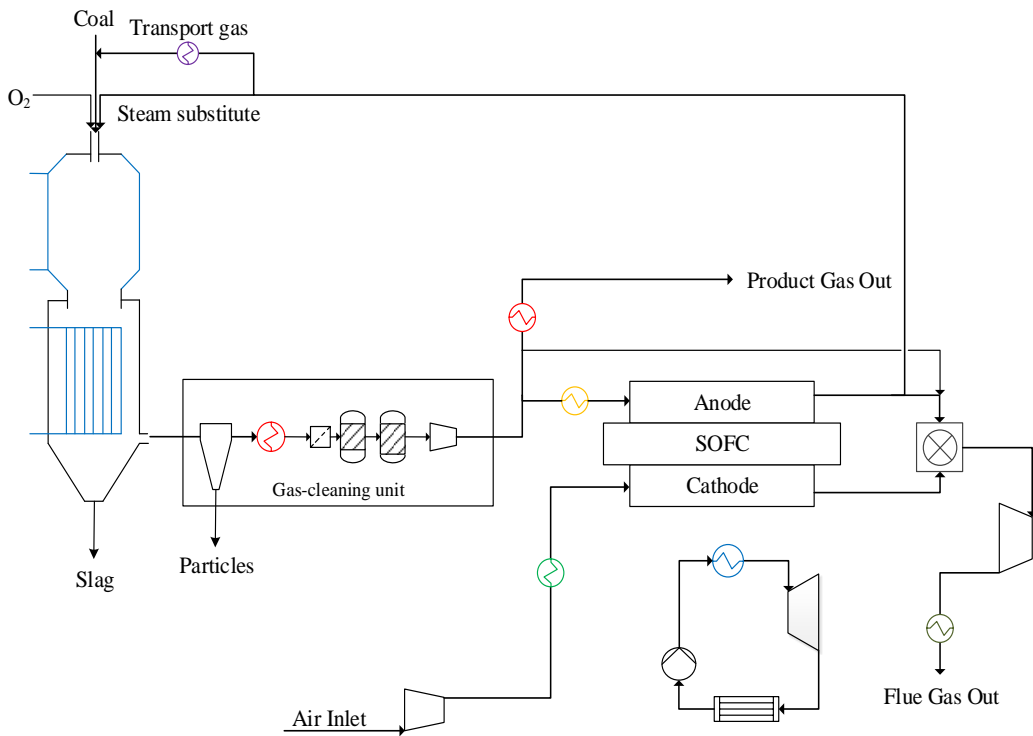 Coal
Transport gas
O₂
Steam substitute
Product Gas Out
Anode
SOFC
Cathode
Gas-cleaning unit
Slag
Particles
Air Inlet
Flue Gas Out